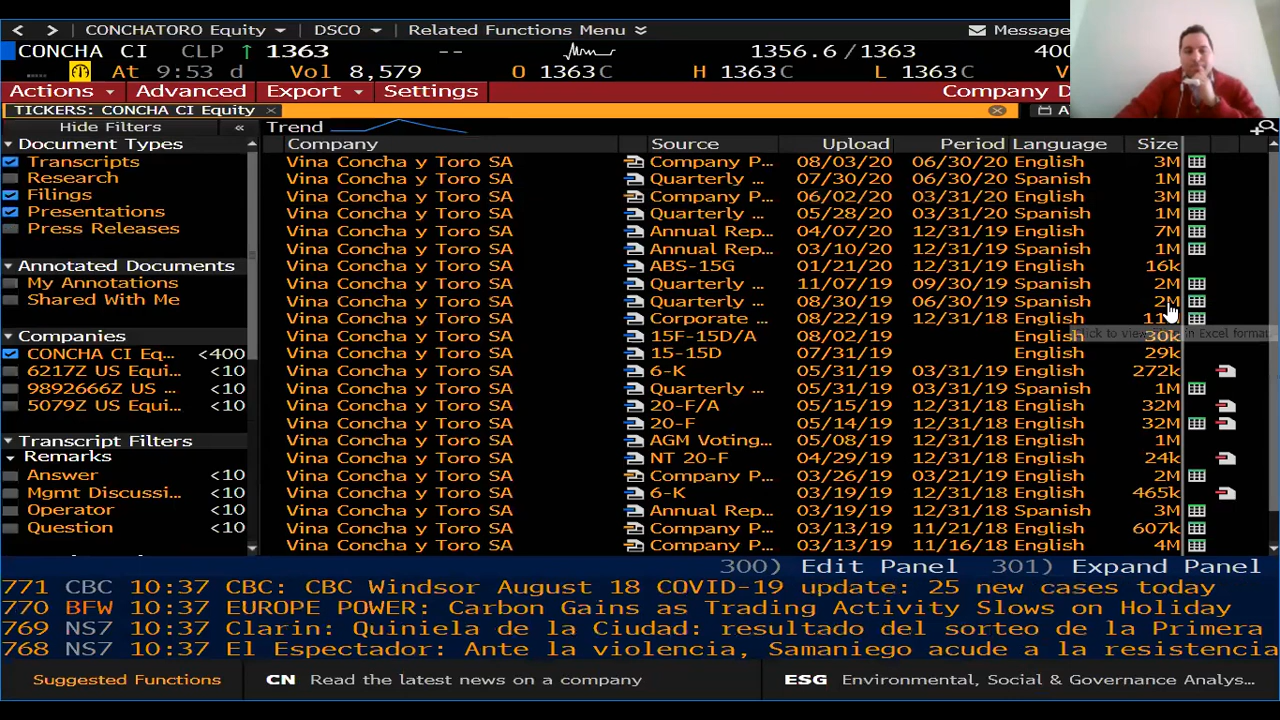 < > CONCHATORO Equity DSCO Related Functions Menu Message
CONCHA CI CLP ↑ 1363 -- 1356.6 /1363 400
At 9:53 d Vol 8,579 O 1363C H 1363C L 1363C V
Actions Advanced Export Settings Company D
TICKERS: CONCHA CI Equity × A
Hide Filters « Trend
Document Types Company Source Upload Period Language Size
Transcripts Vina Concha y Toro SA Company P... 08/03/20 06/30/20 English 3M
Research Vina Concha y Toro SA Quarterly ... 07/30/20 06/30/20 Spanish 1M
Filings Vina Concha y Toro SA Company P... 06/02/20 03/31/20 English 3M
Presentations Vina Concha y Toro SA Quarterly ... 05/28/20 03/31/20 Spanish 1M
Press Releases Vina Concha y Toro SA Annual Rep... 04/07/20 12/31/19 English 7M
Vina Concha y Toro SA Annual Rep... 03/10/20 12/31/19 Spanish 1M
Annotated Documents Vina Concha y Toro SA ABS-15G 01/21/20 12/31/19 English 16k
My Annotations Vina Concha y Toro SA Quarterly ... 11/07/19 09/30/19 Spanish 2M
Shared With Me Vina Concha y Toro SA Quarterly ... 08/30/19 06/30/19 Spanish 2M
Vina Concha y Toro SA Corporate ... 08/22/19 12/31/18 English
Companies Vina Concha y Toro SA 15F-15D/A 08/02/19 English 30k
Click to view in Excel format
CONCHA CI Eq... <400 Vina Concha y Toro SA 15-15D 07/31/19 English 29k
6217Z US Equi... <10 Vina Concha y Toro SA 6-K 05/31/19 03/31/19 English 272k
9892666Z US ... <10 Vina Concha y Toro SA Quarterly ... 05/31/19 03/31/19 Spanish 1M
5079Z US Equi... <10 Vina Concha y Toro SA 20-F/A 05/15/19 12/31/18 English 32M
Vina Concha y Toro SA 20-F 05/14/19 12/31/18 English 32M
Transcript Filters Vina Concha y Toro SA AGM Voting... 05/08/19 12/31/18 English 1M
Remarks Vina Concha y Toro SA NT 20-F 04/29/19 12/31/18 English 24k
Answer <10 Vina Concha y Toro SA Company P... 03/26/19 03/21/19 English 2M
Mgmt Discussi... <10 Vina Concha y Toro SA 6-K 03/19/19 12/31/18 English 465k
Operator <10 Vina Concha y Toro SA Annual Rep... 03/19/19 12/31/18 Spanish 3M
Question <10 Vina Concha y Toro SA Company P... 03/13/19 11/21/18 English 607k
Vina Concha y Toro SA Company P... 03/13/19 11/16/18 English 4M
300) Edit Panel 301) Expand Panel
771 CBC 10:37 CBC: CBC Windsor August 18 COVID-19 update: 25 new cases today
770 BFW 10:37 EUROPE POWER: Carbon Gains as Trading Activity Slows on Holiday
769 NS7 10:37 Clarin: Quiniela de la Ciudad: resultado del sorteo de la Primera
768 NS7 10:37 El Espectador: Ante la violencia, Samaniego acude a la resistencia
Suggested Functions CN Read the latest news on a company ESG Environmental, Social & Governance Analys...